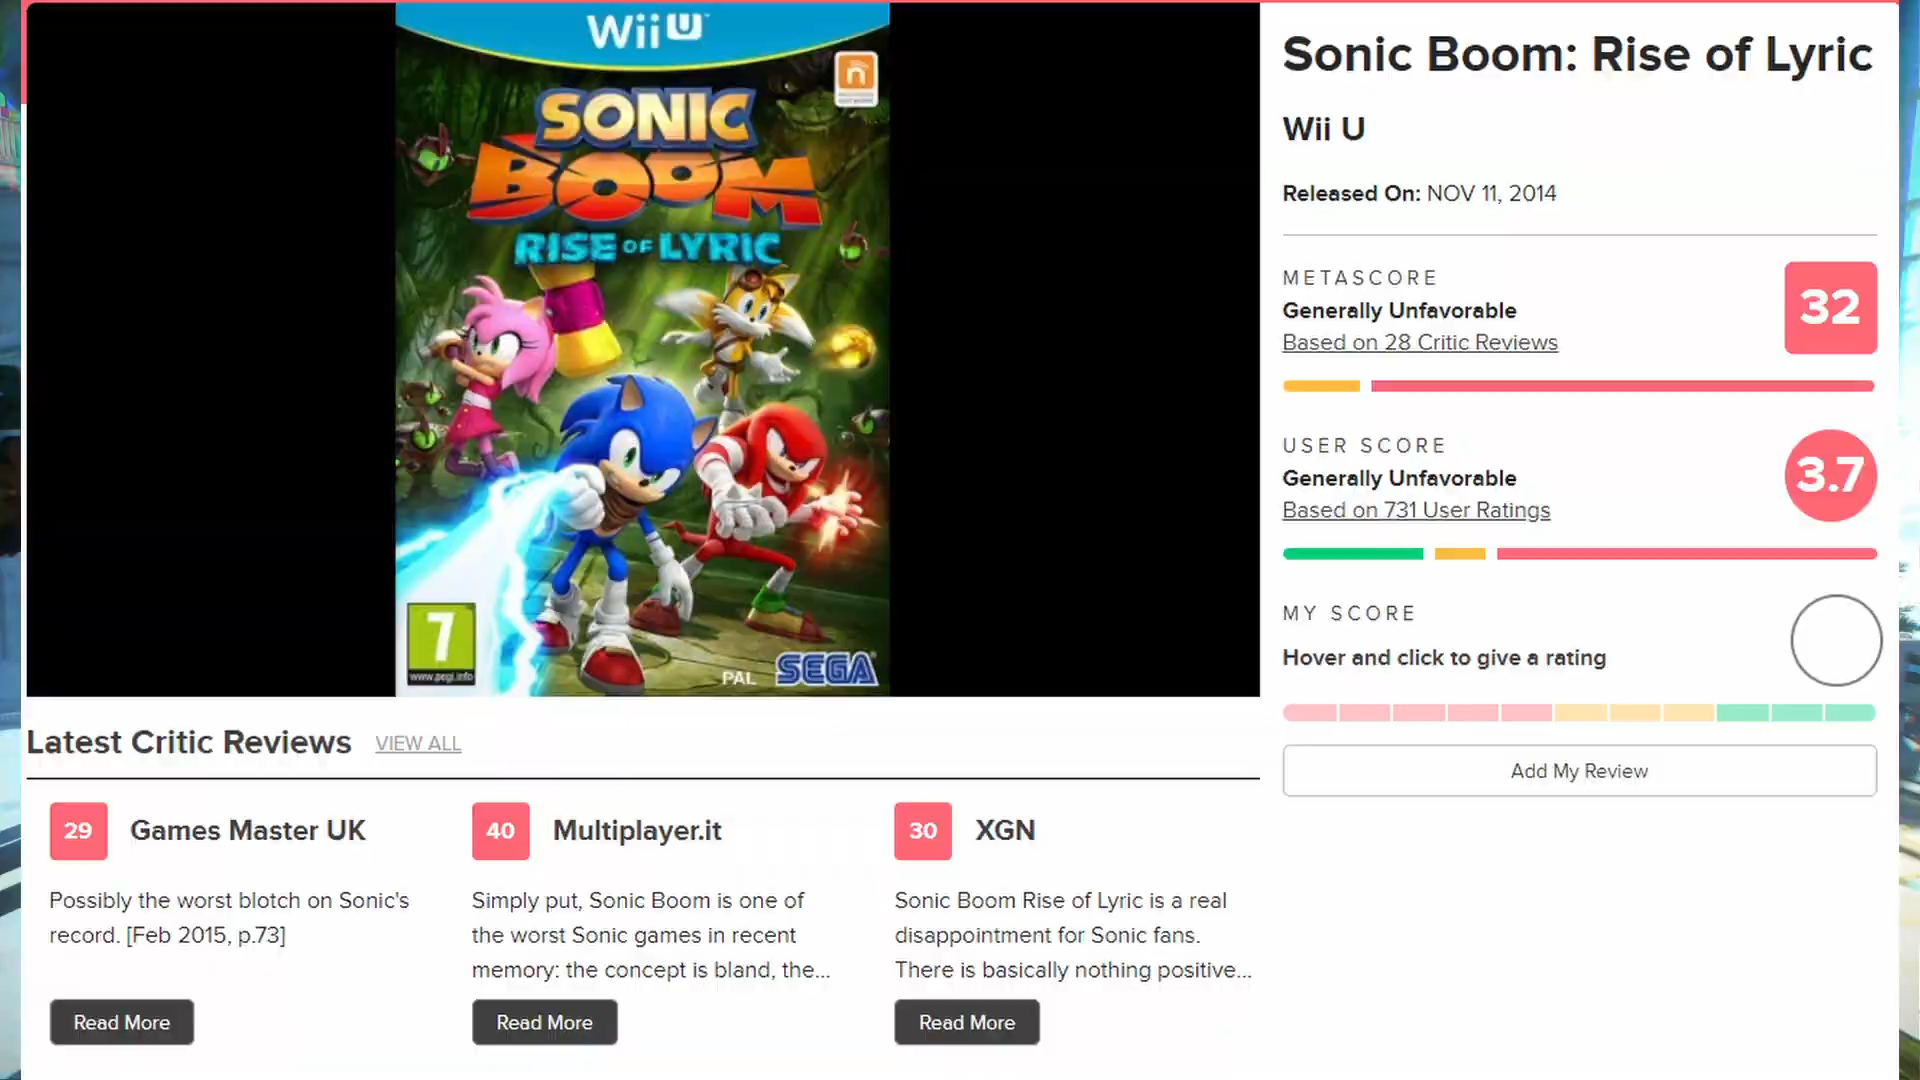 Wii U
SONIC
BOOM
RISE OF LYRIC
7
www.pegi.info
PAL
SEGA
Sonic Boom: Rise of Lyric
Wii U
Released On: NOV 11, 2014
METASCORE
Generally Unfavorable
Based on 28 Critic Reviews
32
USER SCORE
Generally Unfavorable
Based on 731 User Ratings
3.7
MY SCORE
Hover and click to give a rating
Add My Review
Latest Critic Reviews VIEW ALL
29 Games Master UK
Possibly the worst blotch on Sonic's
record. [Feb 2015, p.73]
Read More
40 Multiplayer.it
Simply put, Sonic Boom is one of
the worst Sonic games in recent
memory: the concept is bland, the...
Read More
30 XGN
Sonic Boom Rise of Lyric is a real
disappointment for Sonic fans.
There is basically nothing positive...
Read More